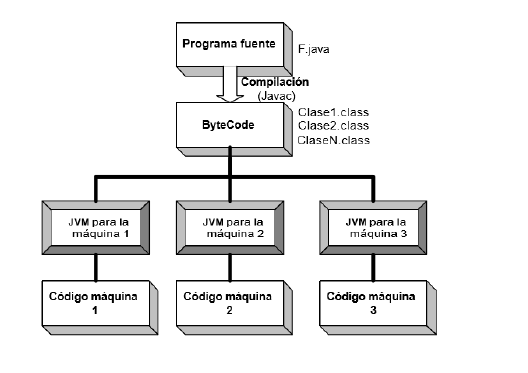 Programa fuente
F.java
Compilación
(Javac)
ByteCode
Clase1.class
Clase2.class
ClaseN.class
JVM para la
máquina 1
JVM para la
máquina 2
JVM para la
máquina 3
Código máquina
1
Código máquina
2
Código máquina
3